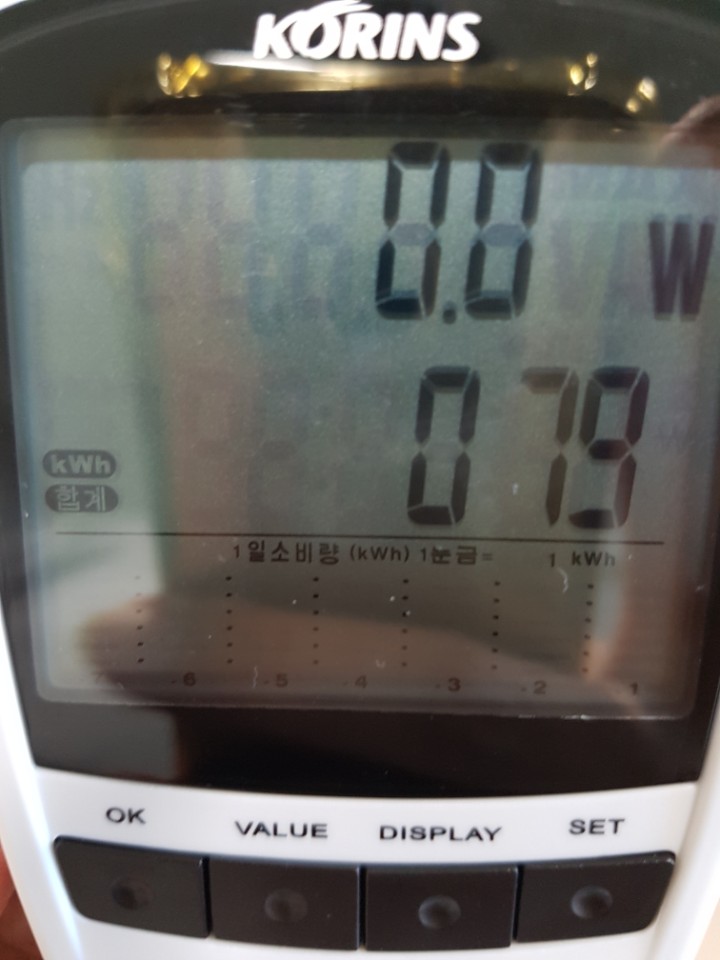 KORINS
0.0 W
0 79
kWh
합계
1일소비량 (kWh) 1눈금= 1 kWh
7 -6 -5 -4 -3 -2 -1
OK VALUE DISPLAY SET